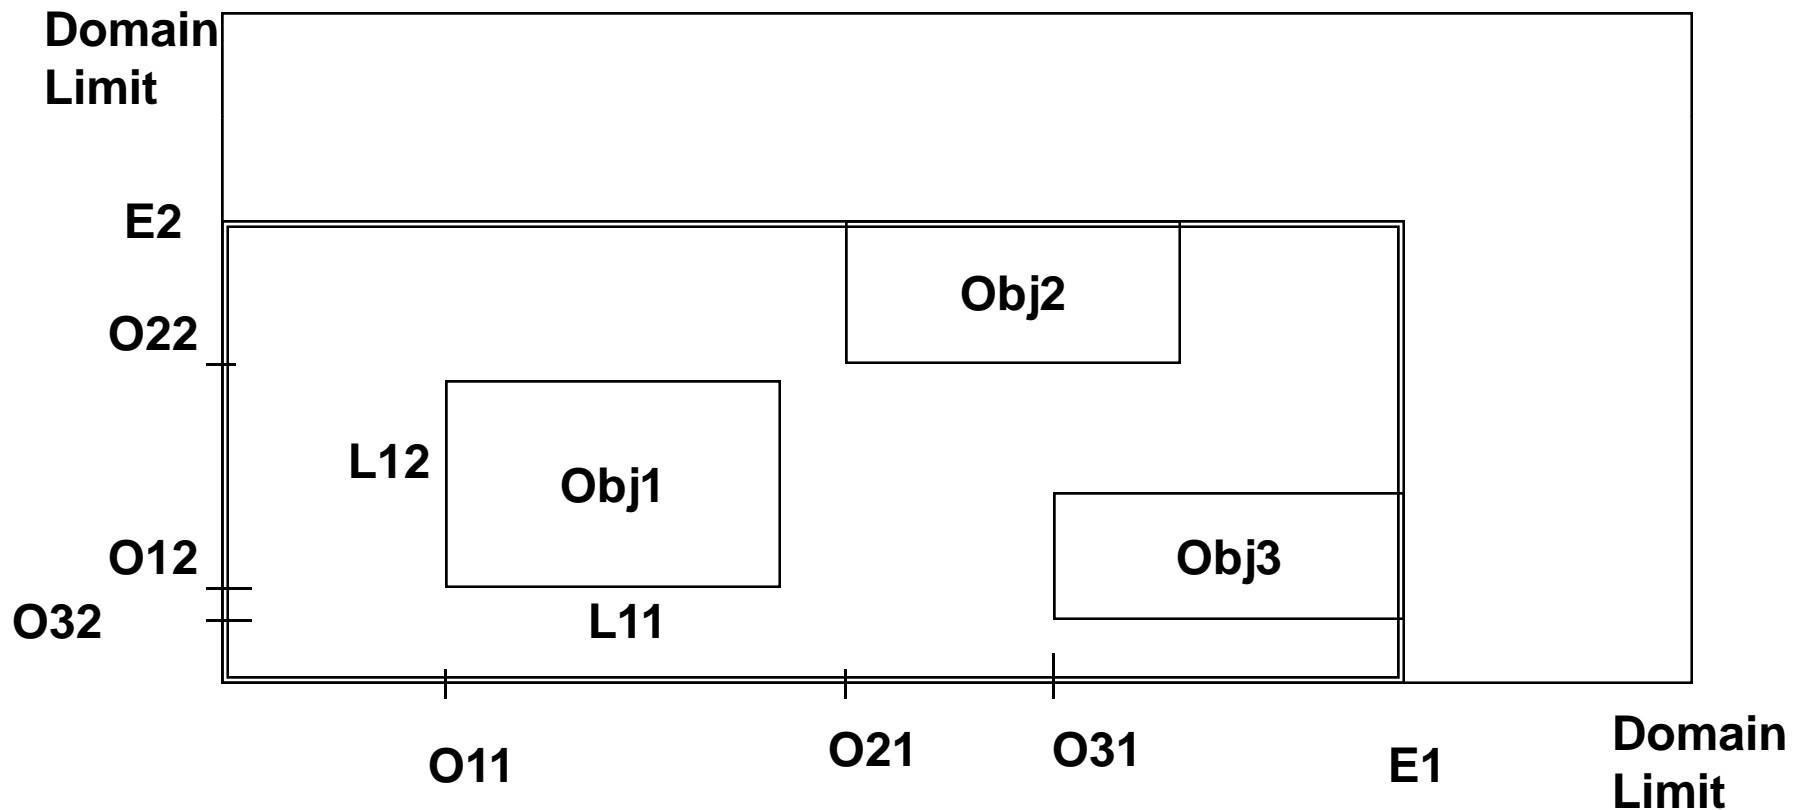 Domain
Limit
E2
Obj2
O22
L12
Obj1
O12
Obj3
O32
L11
O11
O21
O31
E1
Domain
Limit